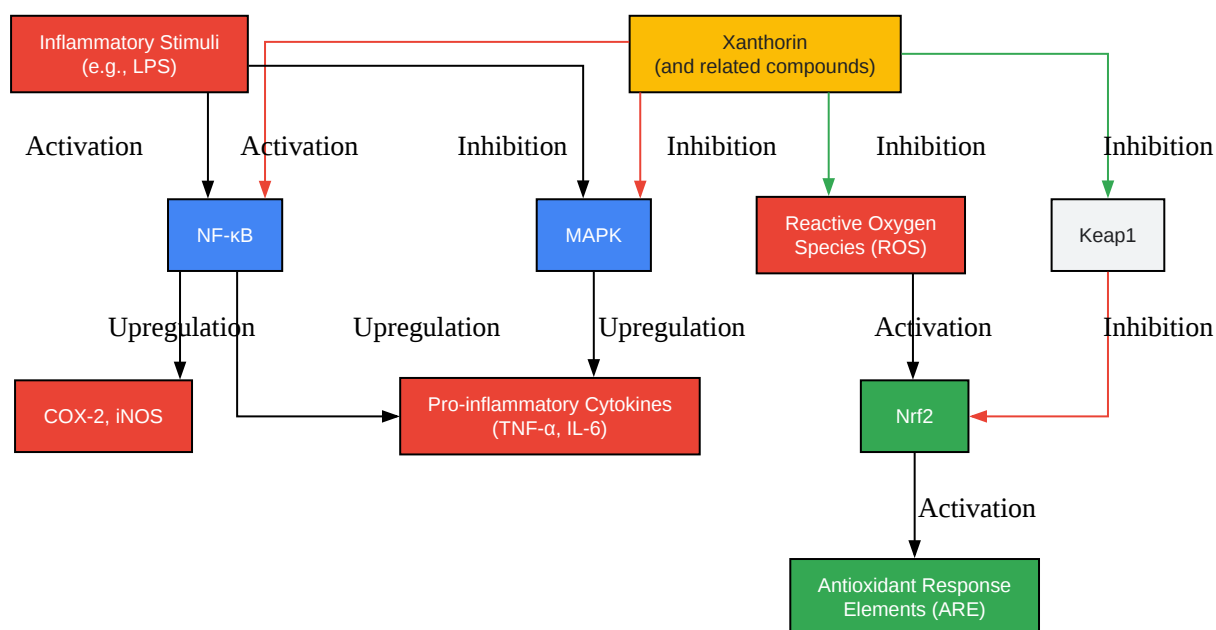 Inflammatory Stimuli
(e.g., LPS)
Xanthorin
(and related compounds)
Activation
Activation
Inhibition
Inhibition
Inhibition
Inhibition
NF-κB
MAPK
Reactive Oxygen
Species (ROS)
Keap1
Upregulation
Upregulation
Upregulation
Activation
Inhibition
COX-2, iNOS
Pro-inflammatory Cytokines
(TNF-α, IL-6)
Nrf2
Activation
Antioxidant Response
Elements (ARE)